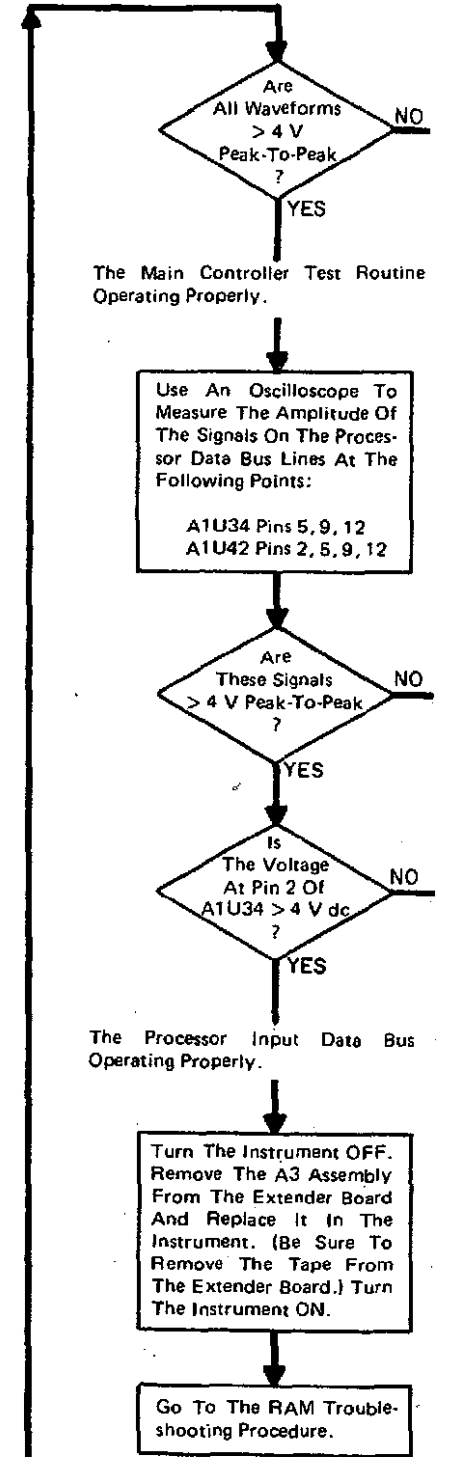 Are
All Waveforms
> 4 V
Peak-To-Peak
?
NO
YES
The Main Controller Test Routine
Operating Properly.
Use An Oscilloscope To
Measure The Amplitude Of
The Signals On The Proces-
sor Data Bus Lines At The
Following Points:
A1U34 Pins 5, 9, 12
A1U42 Pins 2, 5, 9, 12
Are
These Signals
> 4 V Peak-To-Peak
?
NO
YES
Is
The Voltage
At Pin 2 Of
A1U34 > 4 V dc
?
NO
YES
The Processor Input Data Bus
Operating Properly.
Turn The Instrument OFF.
Remove The A3 Assembly
From The Extender Board
And Replace It In The
Instrument. (Be Sure To
Remove The Tape From
The Extender Board.) Turn
The Instrument ON.
Go To The RAM Trouble-
shooting Procedure.